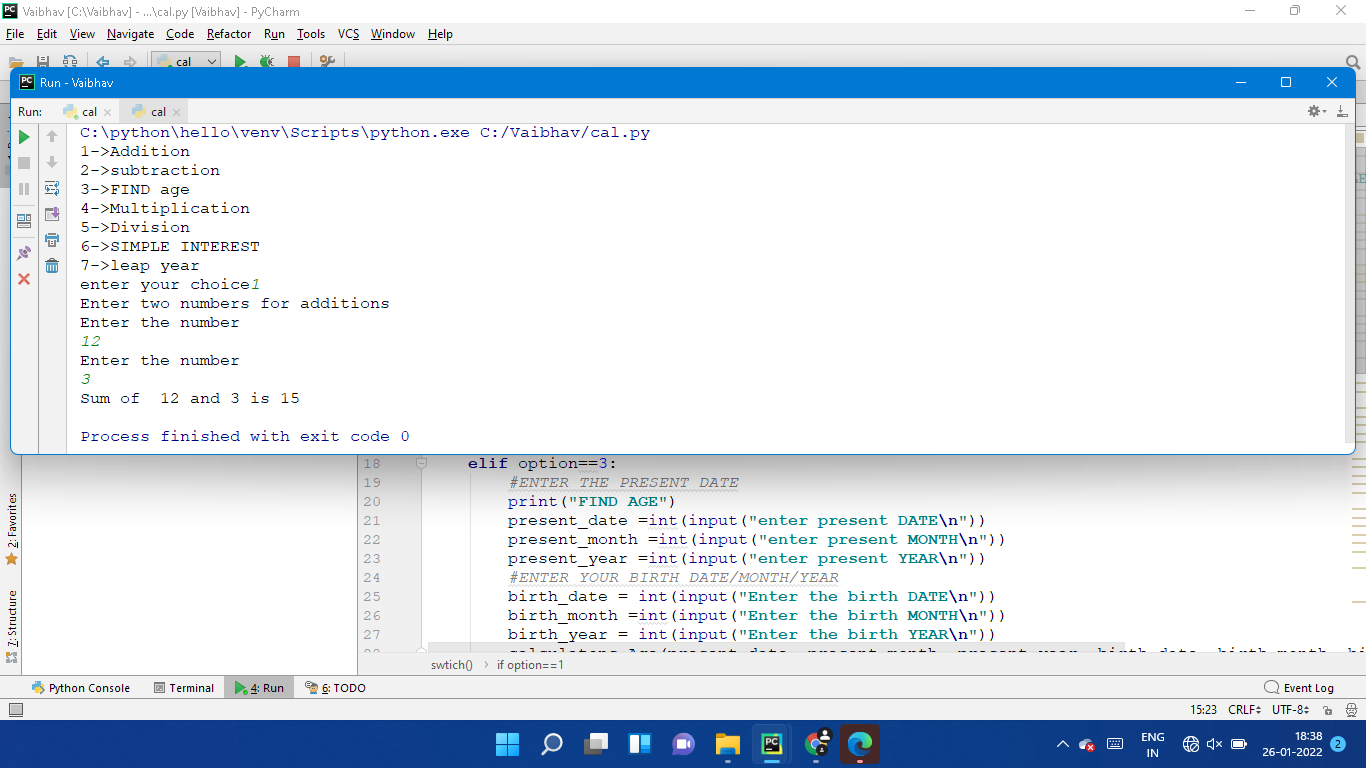 Vaibhav [C:\Vaibhav] - ...\cal.py [Vaibhav] - PyCharm
File Edit View Navigate Code Refactor Run Tools VCS Window Help
cal
Run - Vaibhav
Run: cal cal
C:\python\hello\venv\Scripts\python.exe C:/Vaibhav/cal.py
1->Addition
2->subtraction
3->FIND age
4->Multiplication
5->Division
6->SIMPLE INTEREST
7->leap year
enter your choice1
Enter two numbers for additions
Enter the number
12
Enter the number
3
Sum of  12 and 3 is 15
Process finished with exit code 0
18 elif option==3:
19 #ENTER THE PRESENT DATE
20 print("FIND AGE")
21 present_date =int(input("enter present DATE\n"))
22 present_month =int(input("enter present MONTH\n"))
23 present_year =int(input("enter present YEAR\n"))
24 #ENTER YOUR BIRTH DATE/MONTH/YEAR
25 birth_date = int(input("Enter the birth DATE\n"))
26 birth_month =int(input("Enter the birth MONTH\n"))
27 birth_year = int(input("Enter the birth YEAR\n"))
swtich() > if option==1
2: Favorites
7: Structure
Python Console Terminal 4: Run 6: TODO Event Log
15:23 CRLF UTF-8
ENG
IN
18:38
26-01-2022
2